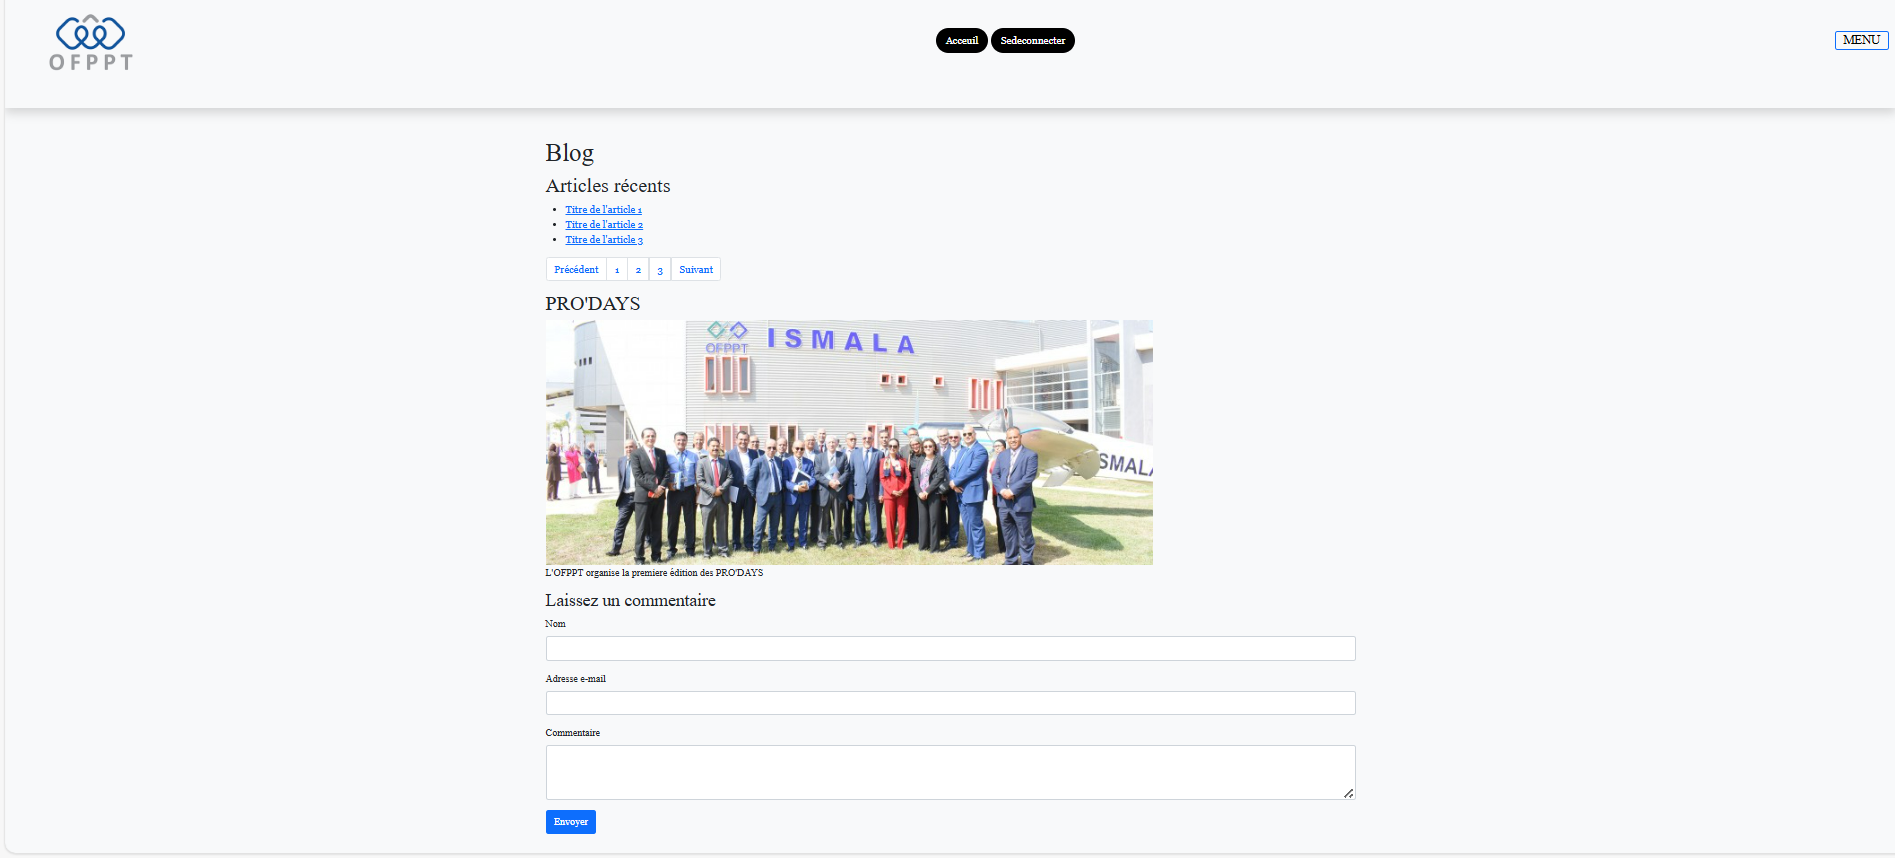 OFPPT
Acceuil Sedeconnecter
MENU
Blog
Articles récents
Titre de l'article 1
Titre de l'article 2
Titre de l'article 3
Précédent 1 2 3 Suivant
PRO'DAYS
OFPPT ISMALA
ISMALA
L'OFPPT organise la premiere édition des PRO'DAYS
Laissez un commentaire
Nom
Adresse e-mail
Commentaire
Envoyer